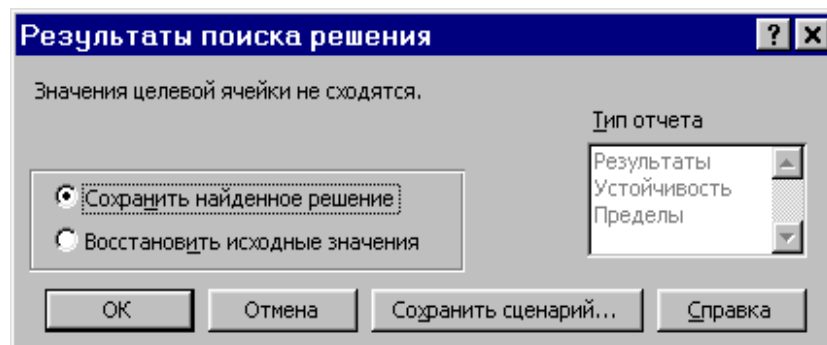 Результаты поиска решения
Значения целевой ячейки не сходятся.
Тип отчета
Результаты
Устойчивость
Пределы
Сохранить найденное решение
Восстановить исходные значения
ОК
Отмена
Сохранить сценарий...
Справка